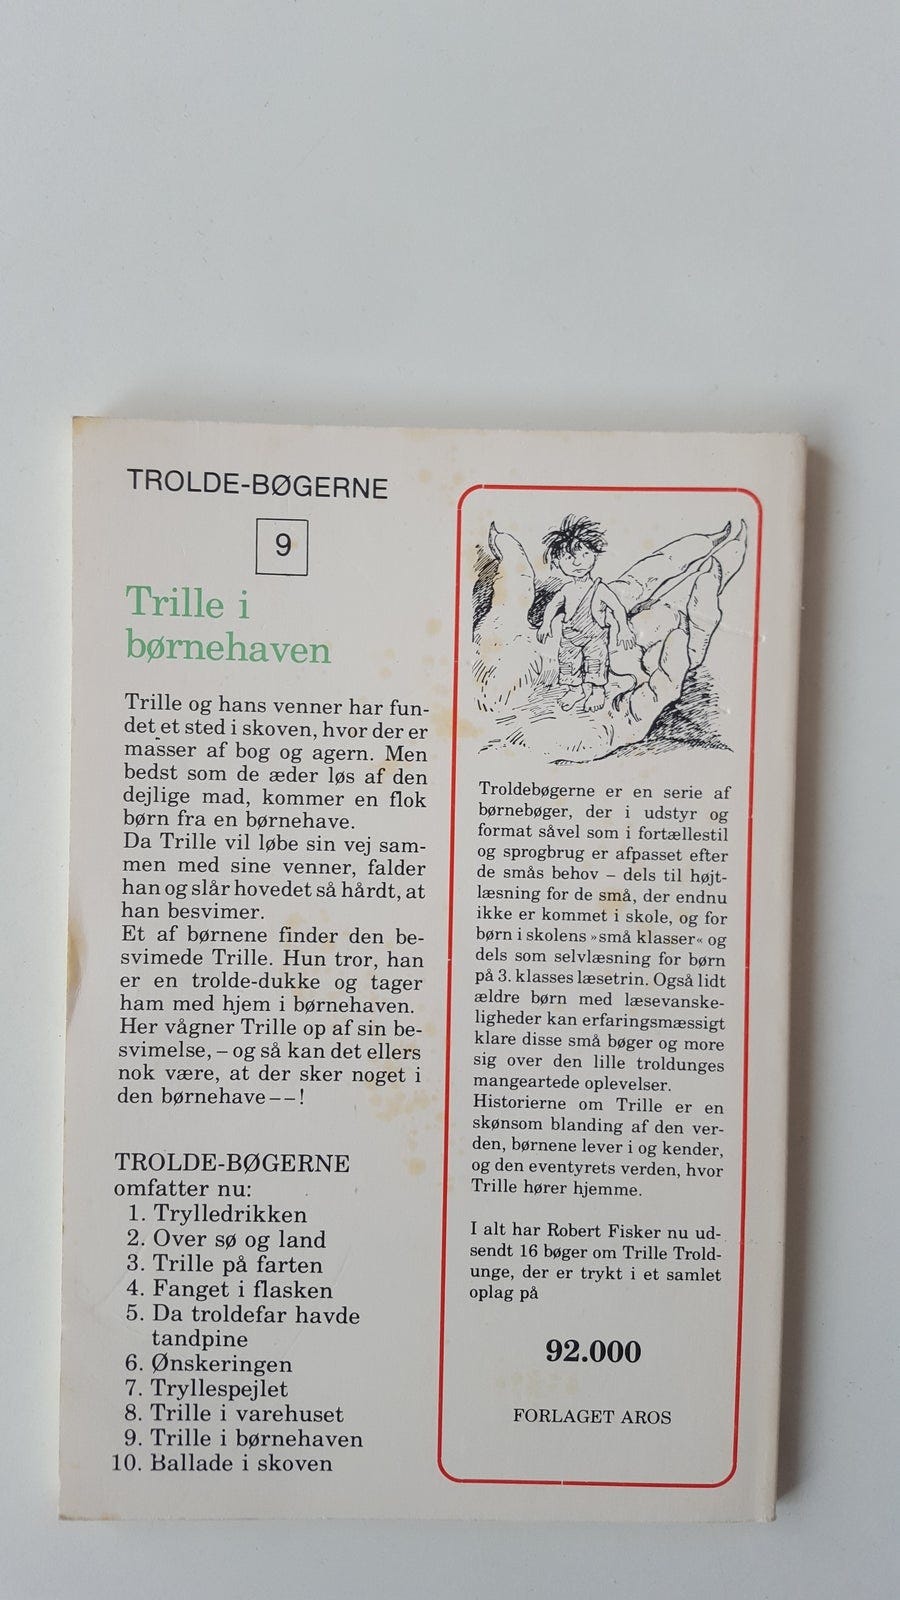 TROLDE-BØGERNE
9
Trille i
børnehaven
Trille og hans venner har fun-
det et sted i skoven, hvor der er
masser af bog og agern. Men
bedst som de æder løs af den
dejlige mad, kommer en flok
børn fra en børnehave.
Da Trille vil løbe sin vej sam-
men med sine venner, falder
han og slår hovedet så hårdt, at
han besvimer.
Et af børnene finder den be-
svimede Trille. Hun tror, han
er en trolde-dukke og tager
ham med hjem i børnehaven.
Her vågner Trille op af sin be-
svimelse, – og så kan det ellers
nok være, at der sker noget i
den børnehave – – !
TROLDE-BØGERNE
omfatter nu:
1. Trylledrikken
2. Over sø og land
3. Trille på farten
4. Fanget i flasken
5. Da troldefar havde
tandpine
6. Ønskeringen
7. Tryllespejlet
8. Trille i varehuset
9. Trille i børnehaven
10. Ballade i skoven
Troldebøgerne er en serie af
børnebøger, der i udstyr og
format såvel som i fortællestil
og sprogbrug er afpasset efter
de smås behov – dels til højt-
læsning for de små, der endnu
ikke er kommet i skole, og for
børn i skolens »små klasser« og
dels som selvlæsning for børn
på 3. klasses læsetrin. Også lidt
ældre børn med læsevanske-
ligheder kan erfaringsmæssigt
klare disse små bøger og more
sig over den lille troldunges
mangeartede oplevelser.
Historierne om Trille er en
skønsom blanding af den ver-
den, børnene lever i og kender,
og den eventyrets verden, hvor
Trille hører hjemme.
I alt har Robert Fisker nu ud-
sendt 16 bøger om Trille Trold-
unge, der er trykt i et samlet
oplag på
92.000
FORLAGET AROS